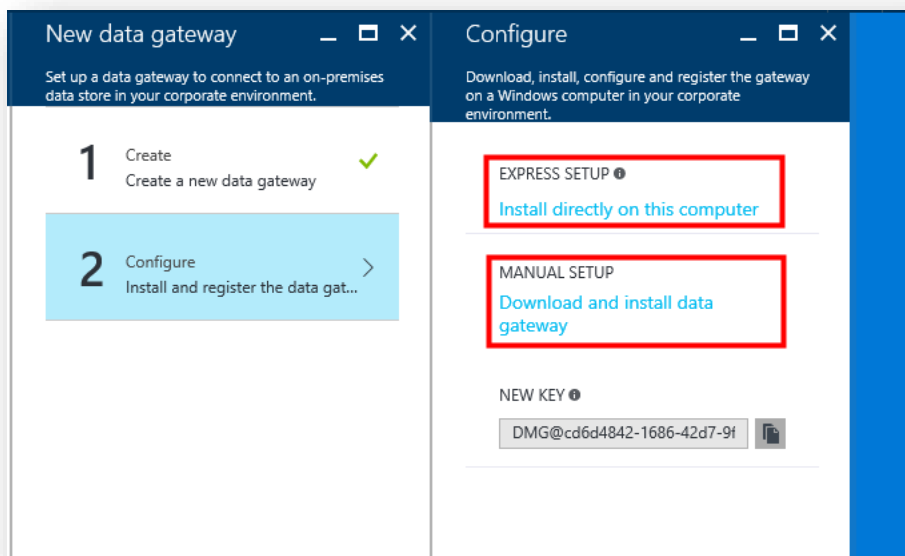 New data gateway
Set up a data gateway to connect to an on-premises
data store in your corporate environment.
1
Create
Create a new data gateway
2
Configure
Install and register the data gat...
Configure
Download, install, configure and register the gateway
on a Windows computer in your corporate
environment.
EXPRESS SETUP
Install directly on this computer
MANUAL SETUP
Download and install data
gateway
NEW KEY
DMG@cd6d4842-1686-42d7-9f